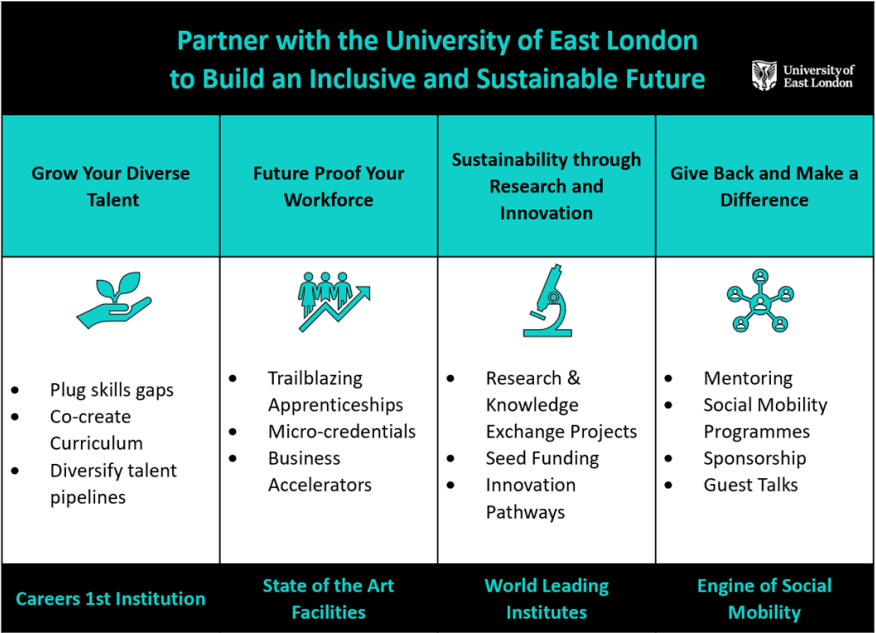 Partner with the University of East London
to Build an Inclusive and Sustainable Future
University of
East London
Grow Your Diverse
Talent
Future Proof Your
Workforce
Sustainability through
Research and
Innovation
Give Back and Make a
Difference
• Plug skills gaps
• Co-create
Curriculum
• Diversify talent
pipelines
• Trailblazing
Apprenticeships
• Micro-credentials
• Business
Accelerators
• Research &
Knowledge
Exchange Projects
• Seed Funding
• Innovation
Pathways
• Mentoring
• Social Mobility
Programmes
• Sponsorship
• Guest Talks
Careers 1st Institution
State of the Art
Facilities
World Leading
Institutes
Engine of Social
Mobility